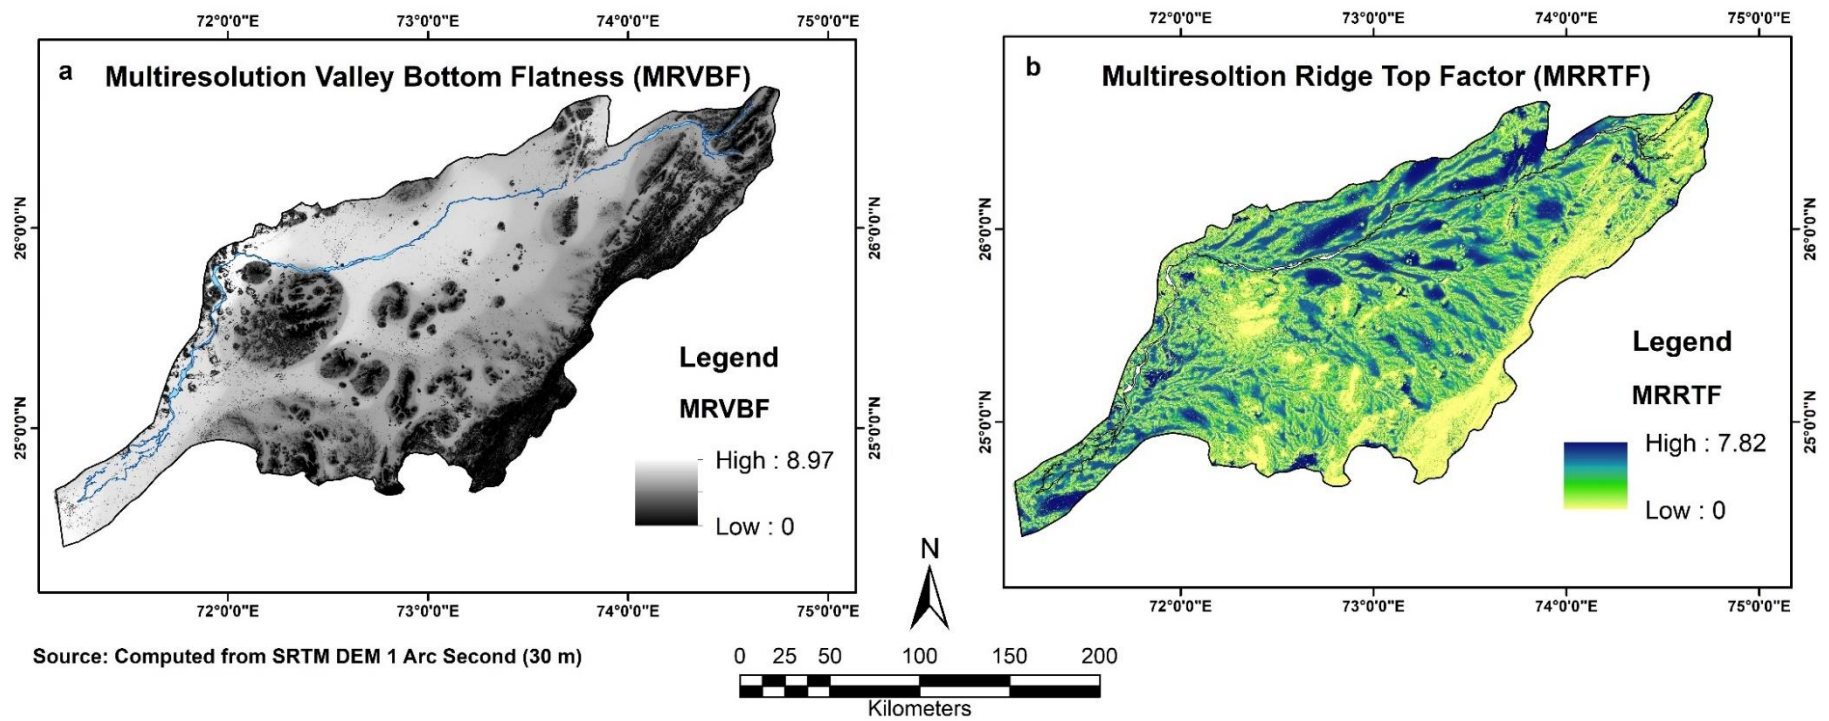 72°0'0"E 73°0'0"E 74°0'0"E 75°0'0"E
a Multiresolution Valley Bottom Flatness (MRVBF)
26°0'0"N
26°0'0"N
25°0'0"N
25°0'0"N
Legend
MRVBF
High : 8.97
Low : 0
72°0'0"E 73°0'0"E 74°0'0"E 75°0'0"E
72°0'0"E 73°0'0"E 74°0'0"E 75°0'0"E
b Multiresoltion Ridge Top Factor (MRRTF)
26°0'0"N
26°0'0"N
25°0'0"N
25°0'0"N
Legend
MRRTF
High : 7.82
Low : 0
72°0'0"E 73°0'0"E 74°0'0"E 75°0'0"E
N
Source: Computed from SRTM DEM 1 Arc Second (30 m)
0 25 50 100 150 200
Kilometers